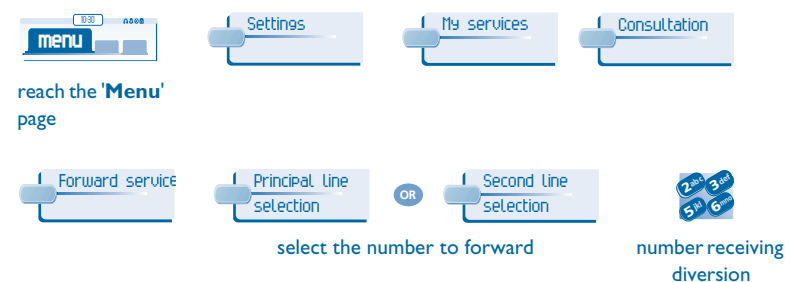 10:30
menu
Settings
My services
Consultation
reach the 'Menu'
page
Forward service
Principal line
selection
OR
Second line
selection
2abc 3def
5jkl 6mno
select the number to forward
number receiving
diversion